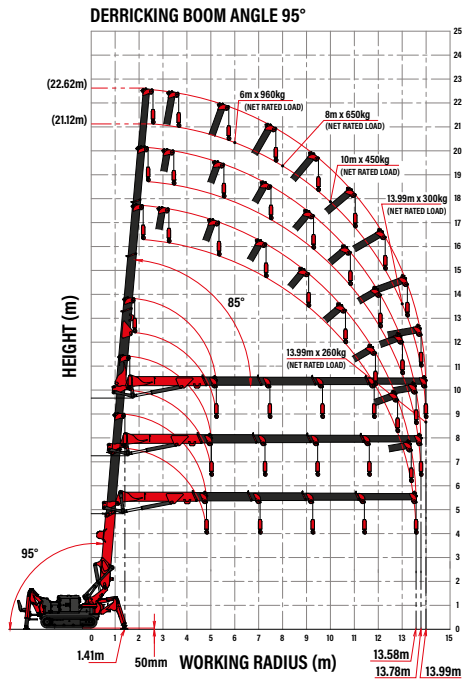 DERRICKING BOOM ANGLE 95°
25
24
(22.62m)
6m x 960kg
(NET RATED LOAD)
23
22
8m x 650kg
(NET RATED LOAD)
(21.12m)
21
20
10m x 450kg
(NET RATED LOAD)
19
18
13.99m x 300kg
(NET RATED LOAD)
17
16
15
85°
14
13
HEIGHT (m)
12
13.99m x 260kg
(NET RATED LOAD)
11
10
9
8
7
6
5
4
95°
3
2
1
0
0 1 2 3 4 5 6 7 8 9 10 11 12 13 14 15
1.41m
50mm
WORKING RADIUS (m)
13.58m
13.78m
13.99m